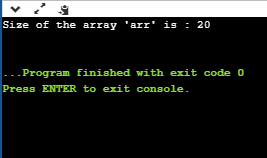 Size of the array 'arr' is : 20
...Program finished with exit code 0
Press ENTER to exit console.